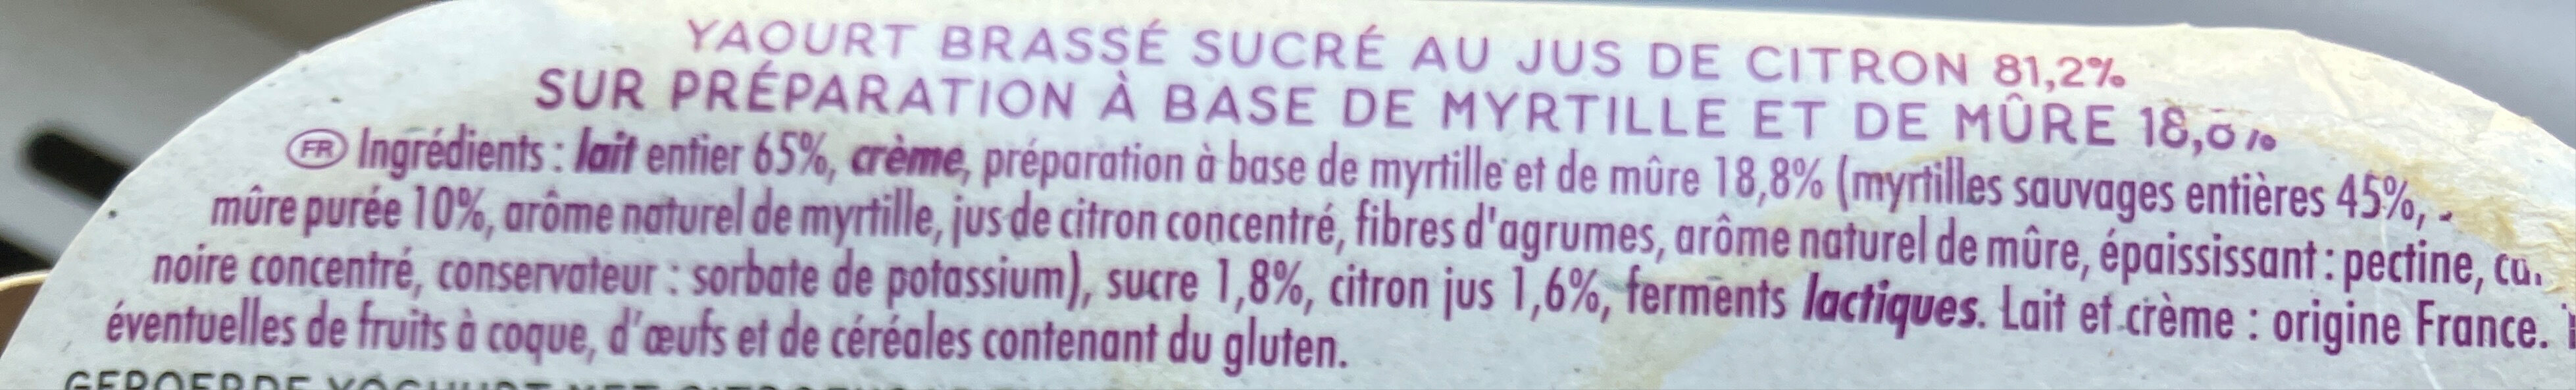 YAOURT BRASSÉ SUCRÉ AU JUS DE CITRON 81,2%
SUR PRÉPARATION À BASE DE MYRTILLE ET DE MÛRE
FR Ingrédients : lait entier 65%, crème, préparation à base de myrtille et de mûre 18,8% (myrtilles sauvages entières 45%,
mûre purée 10%, arôme naturel de myrtille, jus de citron concentré, fibres d'agrumes, arôme naturel de mûre, épaississant : pectine,
noire concentré, conservateur : sorbate de potassium), sucre 1,8%, citron jus 1,6%, ferments lactiques. Lait et crème : origine France.
éventuelles de fruits à coque, d'œufs et de céréales contenant du gluten.